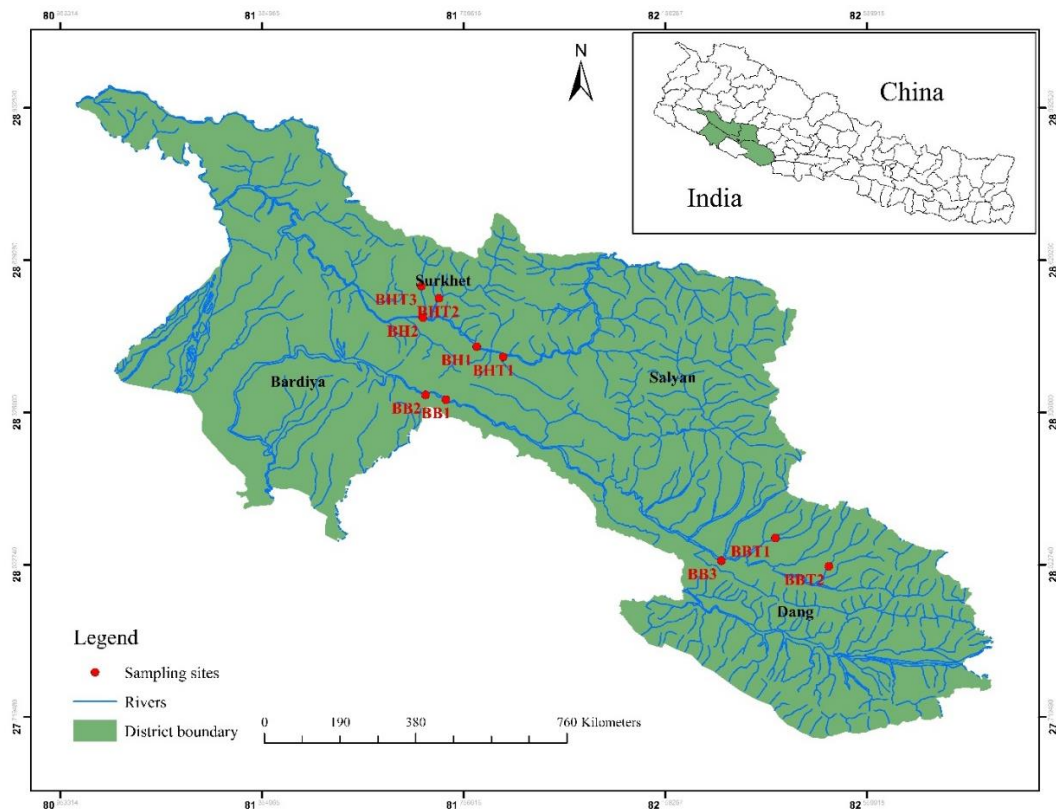 80
81
81
82
82
N
China
India
Surkhet
BHT3
BHT2
BH2
BH1
BHT1
Salyan
Bardiya
BB2
BB1
BBT1
BB3
BBT2
Dang
Legend
Sampling sites
Rivers
District boundary
0 190 380 760 Kilometers
28
28
28
28
27
28
28
28
28
27
80
81
81
82
82